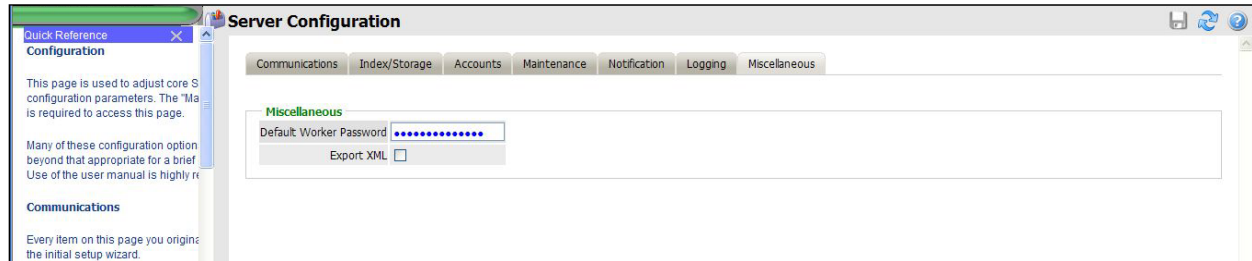 Server Configuration
Quick Reference
Configuration
This page is used to adjust core S
configuration parameters. The "Ma
is required to access this page.
Many of these configuration option
beyond that appropriate for a brief
Use of the user manual is highly re
Communications
Every item on this page you origina
the initial setup wizard.
Communications Index/Storage Accounts Maintenance Notification Logging Miscellaneous
Miscellaneous
Default Worker Password ••••••••••••••
Export XML